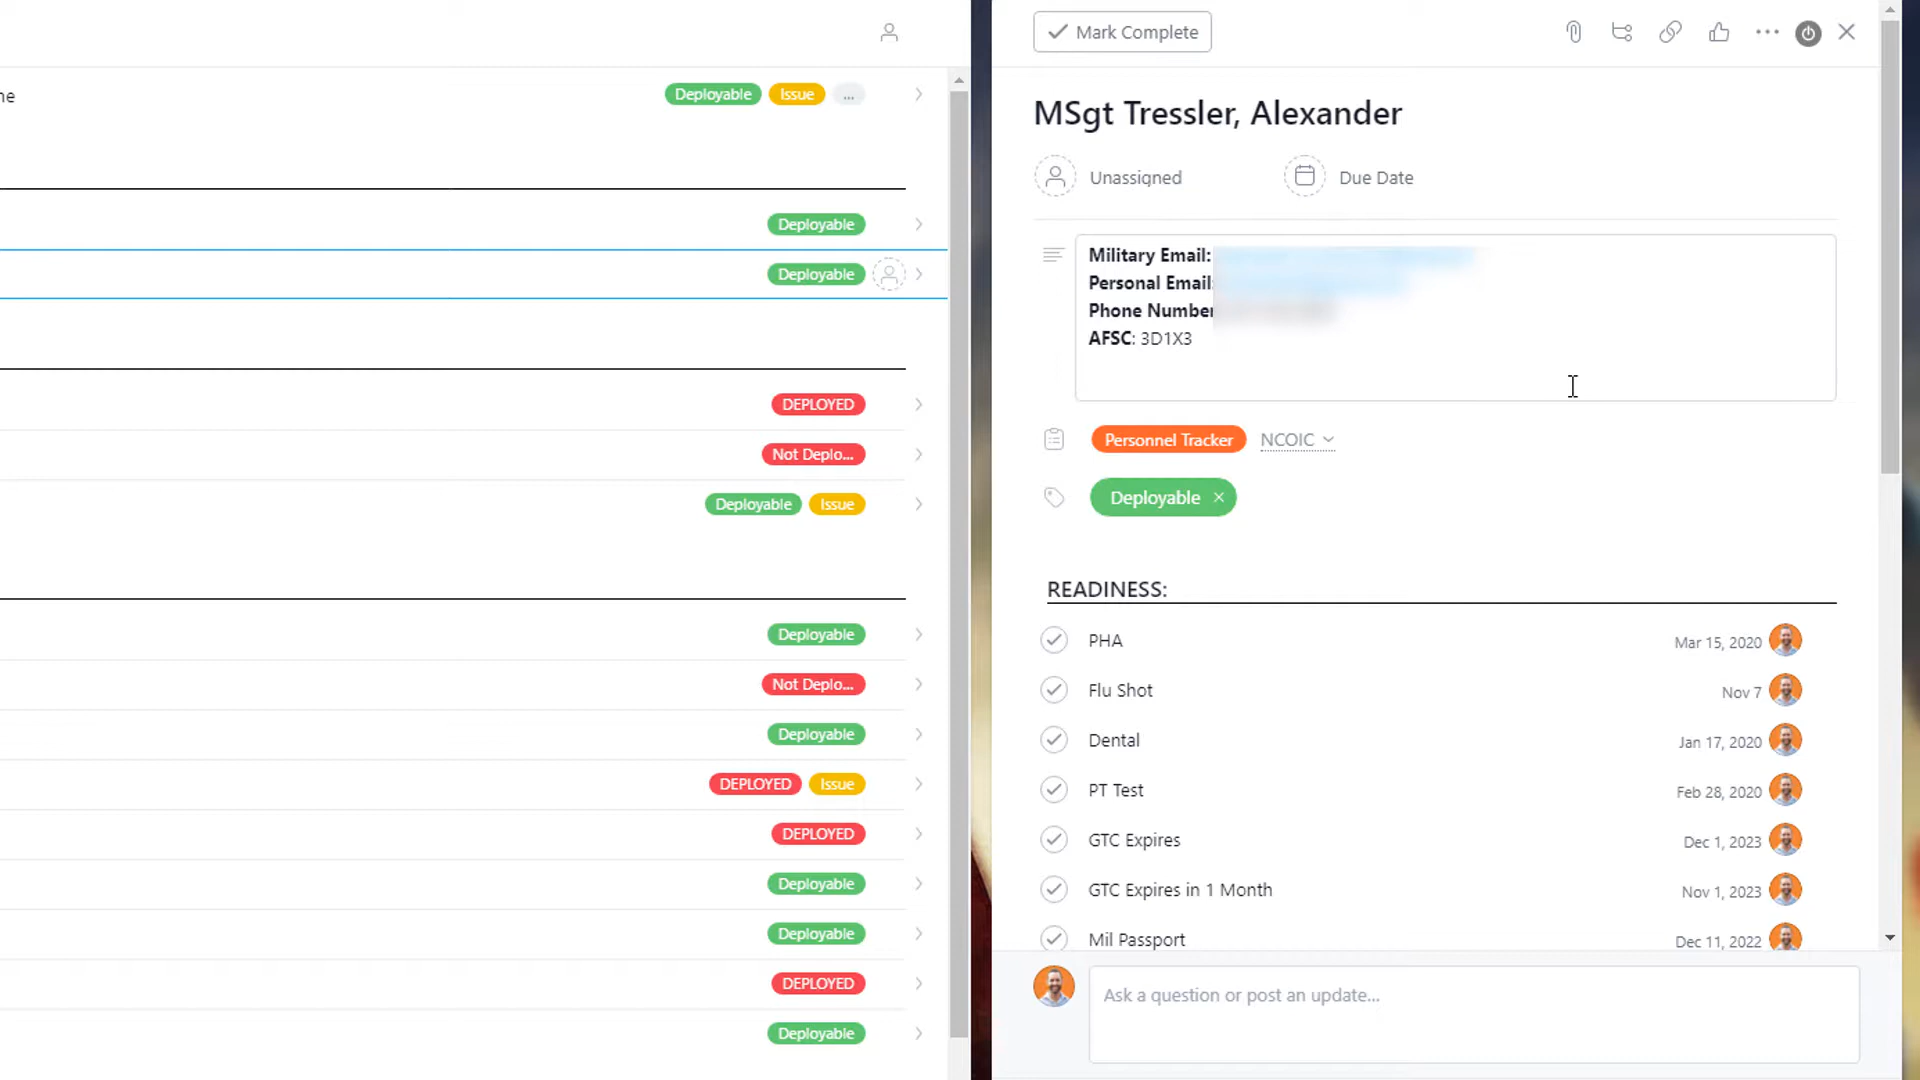 ne
Deployable Issue ...
Deployable
Deployable
DEPLOYED
Not Deplo...
Deployable Issue
Deployable
Not Deplo...
Deployable
DEPLOYED Issue
DEPLOYED
Deployable
Deployable
DEPLOYED
Deployable
Mark Complete
MSgt Tressler, Alexander
Unassigned Due Date
Military Email:
Personal Email:
Phone Number
AFSC: 3D1X3
Personnel Tracker NCOIC
Deployable ×
READINESS:
PHA Mar 15, 2020
Flu Shot Nov 7
Dental Jan 17, 2020
PT Test Feb 28, 2020
GTC Expires Dec 1, 2023
GTC Expires in 1 Month Nov 1, 2023
Mil Passport Dec 11, 2022
Ask a question or post an update...